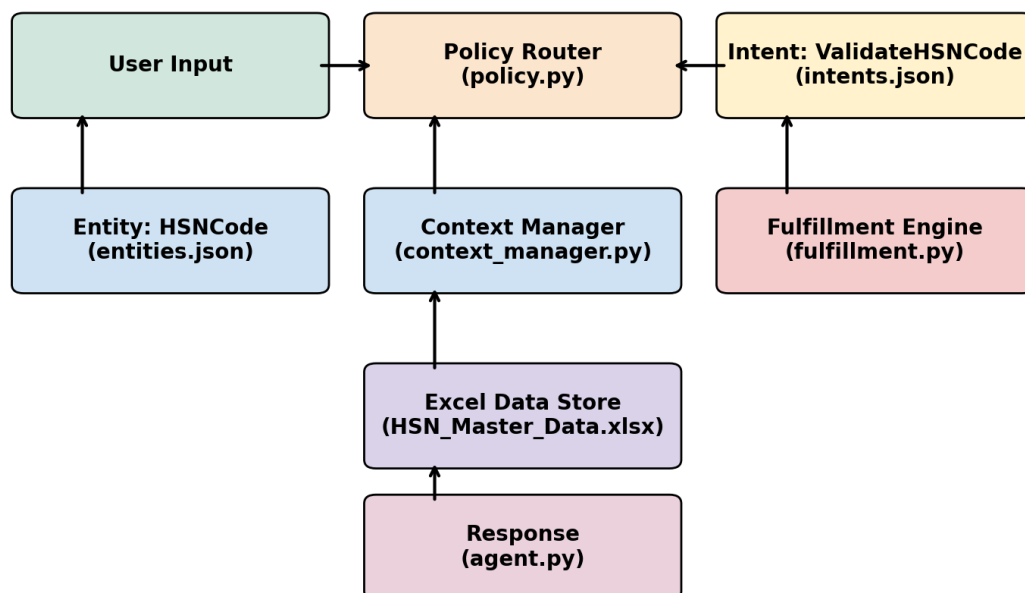 User Input
Policy Router
(policy.py)
Intent: ValidateHSNCode
(intents.json)
Entity: HSNCode
(entities.json)
Context Manager
(context_manager.py)
Fulfillment Engine
(fulfillment.py)
Excel Data Store
(HSN_Master_Data.xlsx)
Response
(agent.py)